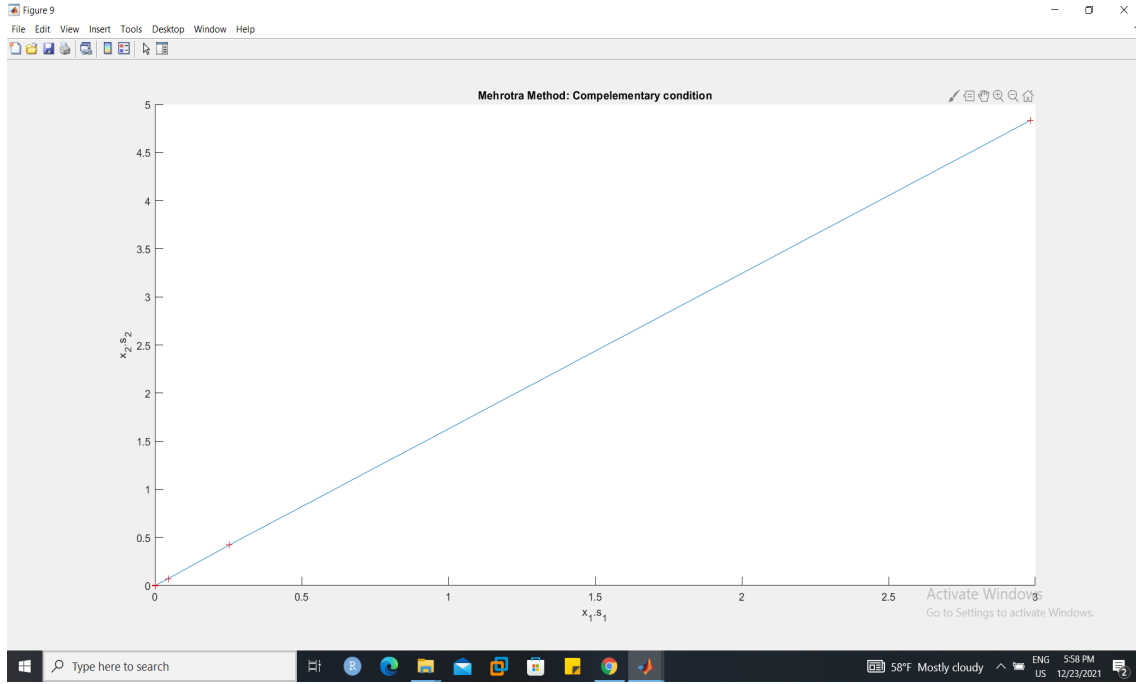 Figure 9
File Edit View Insert Tools Desktop Window Help
Mehrotra Method: Compelementary condition
5
4.5
4
3.5
3
2.5
2
1.5
1
0.5
0
x₂.s₂
0 0.5 1 1.5 2 2.5 3
x₁.s₁
Activate Windows
Go to Settings to activate Windows.
Type here to search
R
58°F Mostly cloudy
ENG
US
5:58 PM
12/23/2021
2